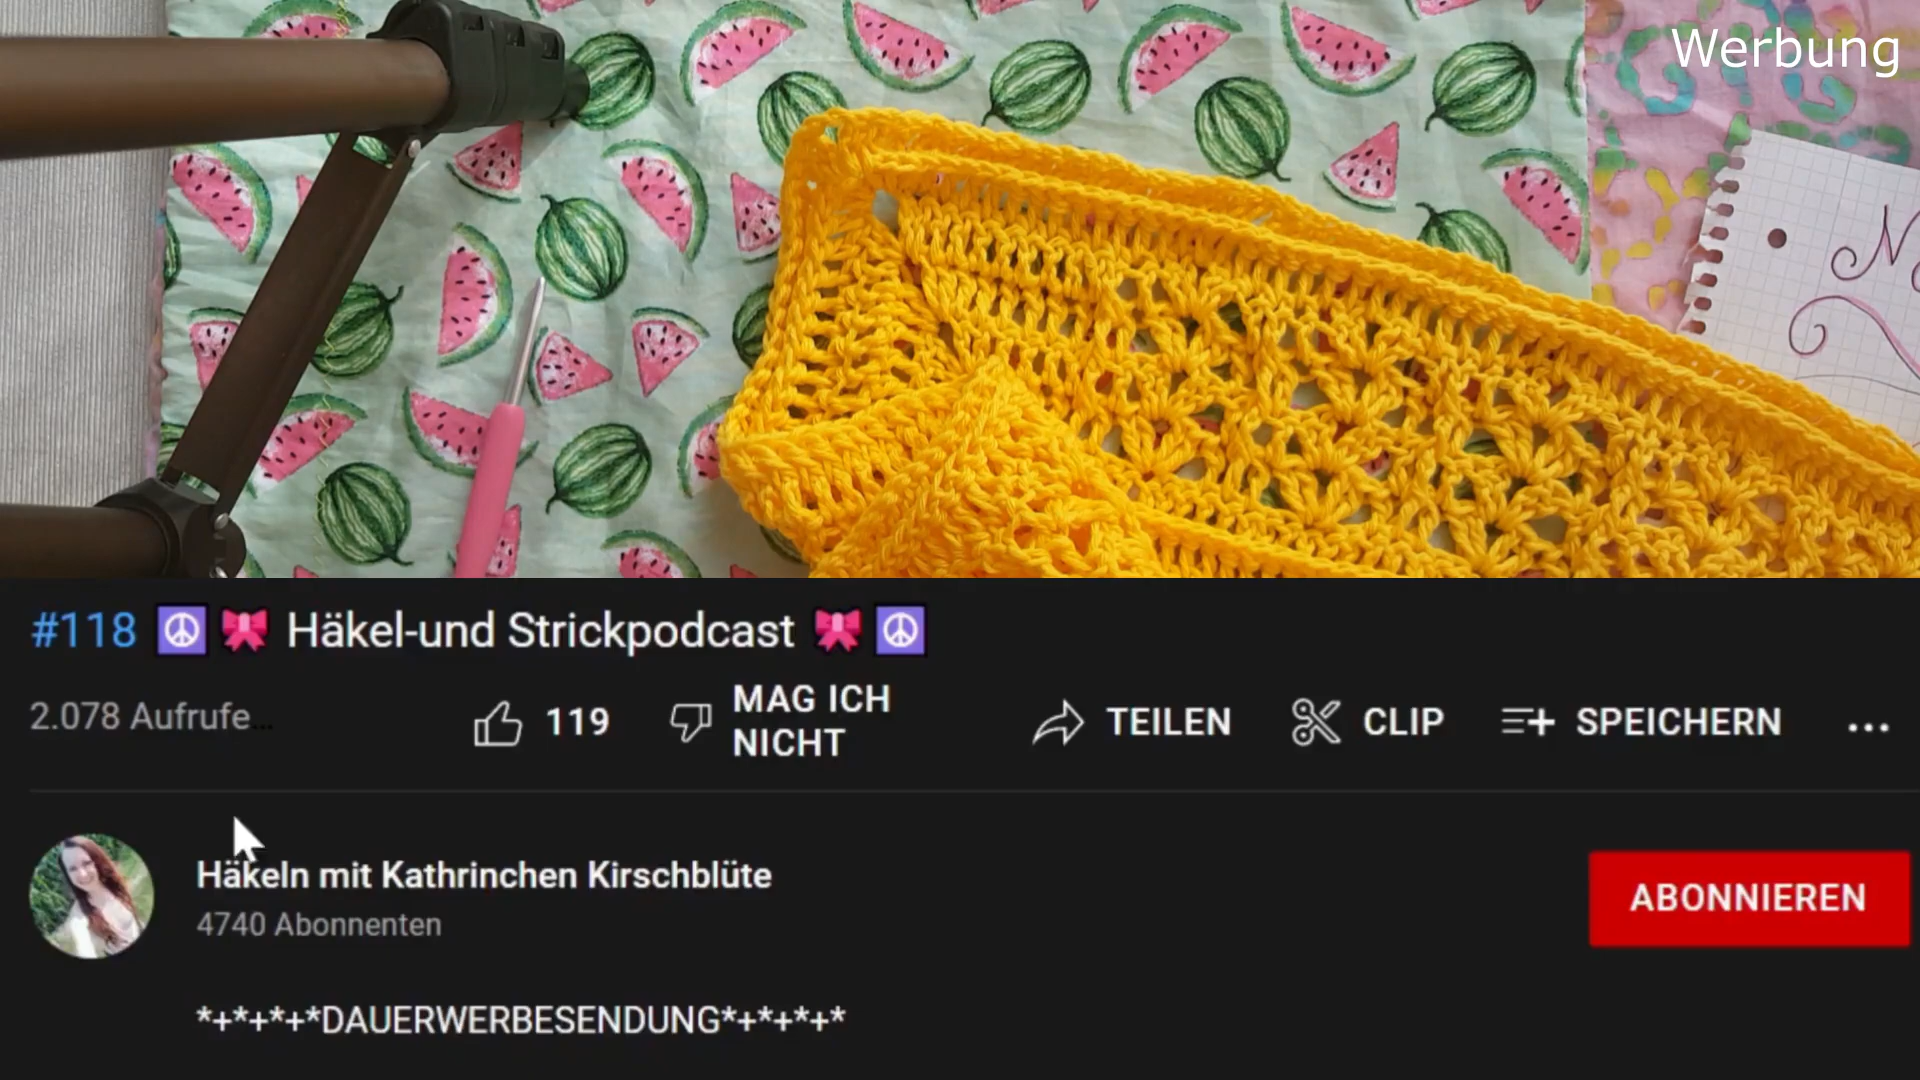 Werbung
#118 ☮️ 🎀 Häkel-und Strickpodcast 🎀 ☮️
2.078 Aufrufe...
119
MAG ICH
NICHT
TEILEN
CLIP
SPEICHERN
...
Häkeln mit Kathrinchen Kirschblüte
4740 Abonnenten
ABONNIEREN
*+*+*+*DAUERWERBESENDUNG*+*+*+*